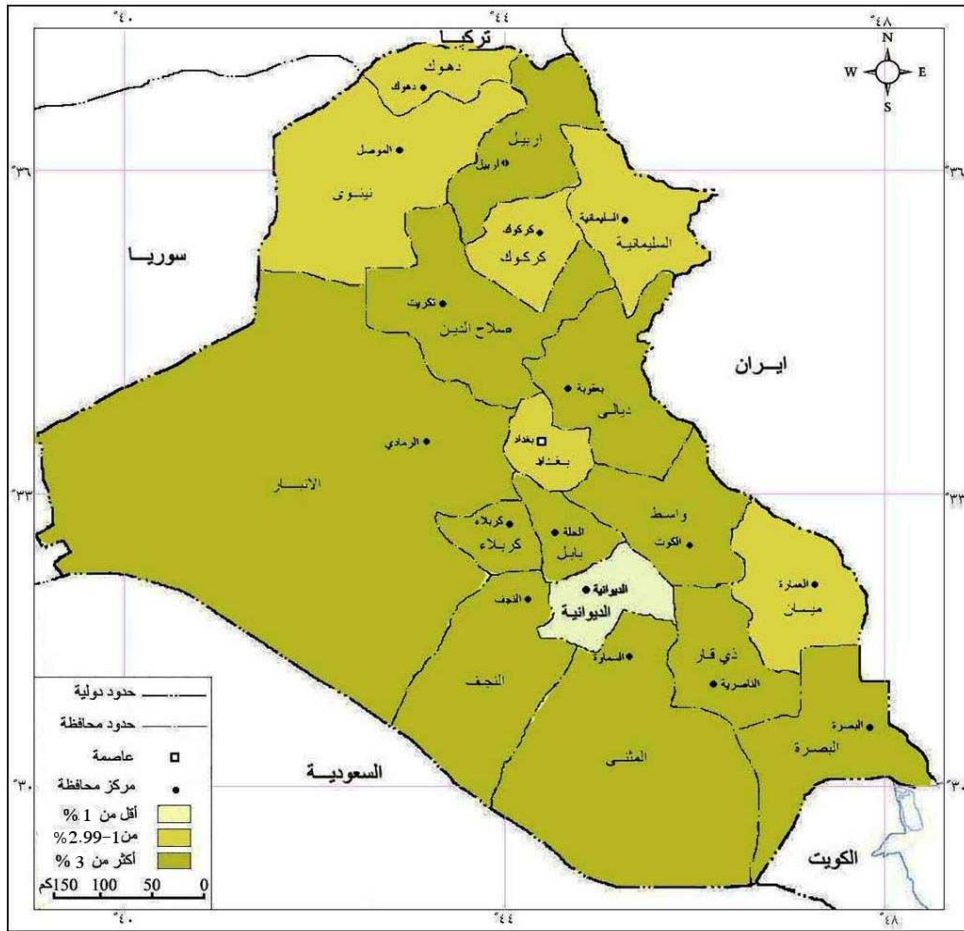 °٤٠ °٤٤ °٤٨
N
W E
S
تركيا
دهوك
دهوك
اربيل
الموصل
اربيل
°٣٦ °٣٦
نينوى
السليمانية
كركوك
السليمانية
كركوك
سوريا
تكريت
صلاح الدين
ايران
بعقوبة
ديالى
الرمادي
بغداد
بغداد
الانبار
°٣٣ °٣٣
واسط
كربلاء
الحلة
كربلاء
بابل
الكوت
العمارة
الديوانية
النجف
الديوانية
ميسان
ذي قار
السماوة
النجف
الناصرية
حدود دولية
حدود محافظة
البصرة
البصرة
المثنى
عاصمة
السعودية
مركز محافظة
°٣٠ °٣٠
أقل من 1 %
من 1-2.99%
أكثر من 3 %
الكويت
150كم 100 50 0
°٤٠ °٤٤ °٤٨